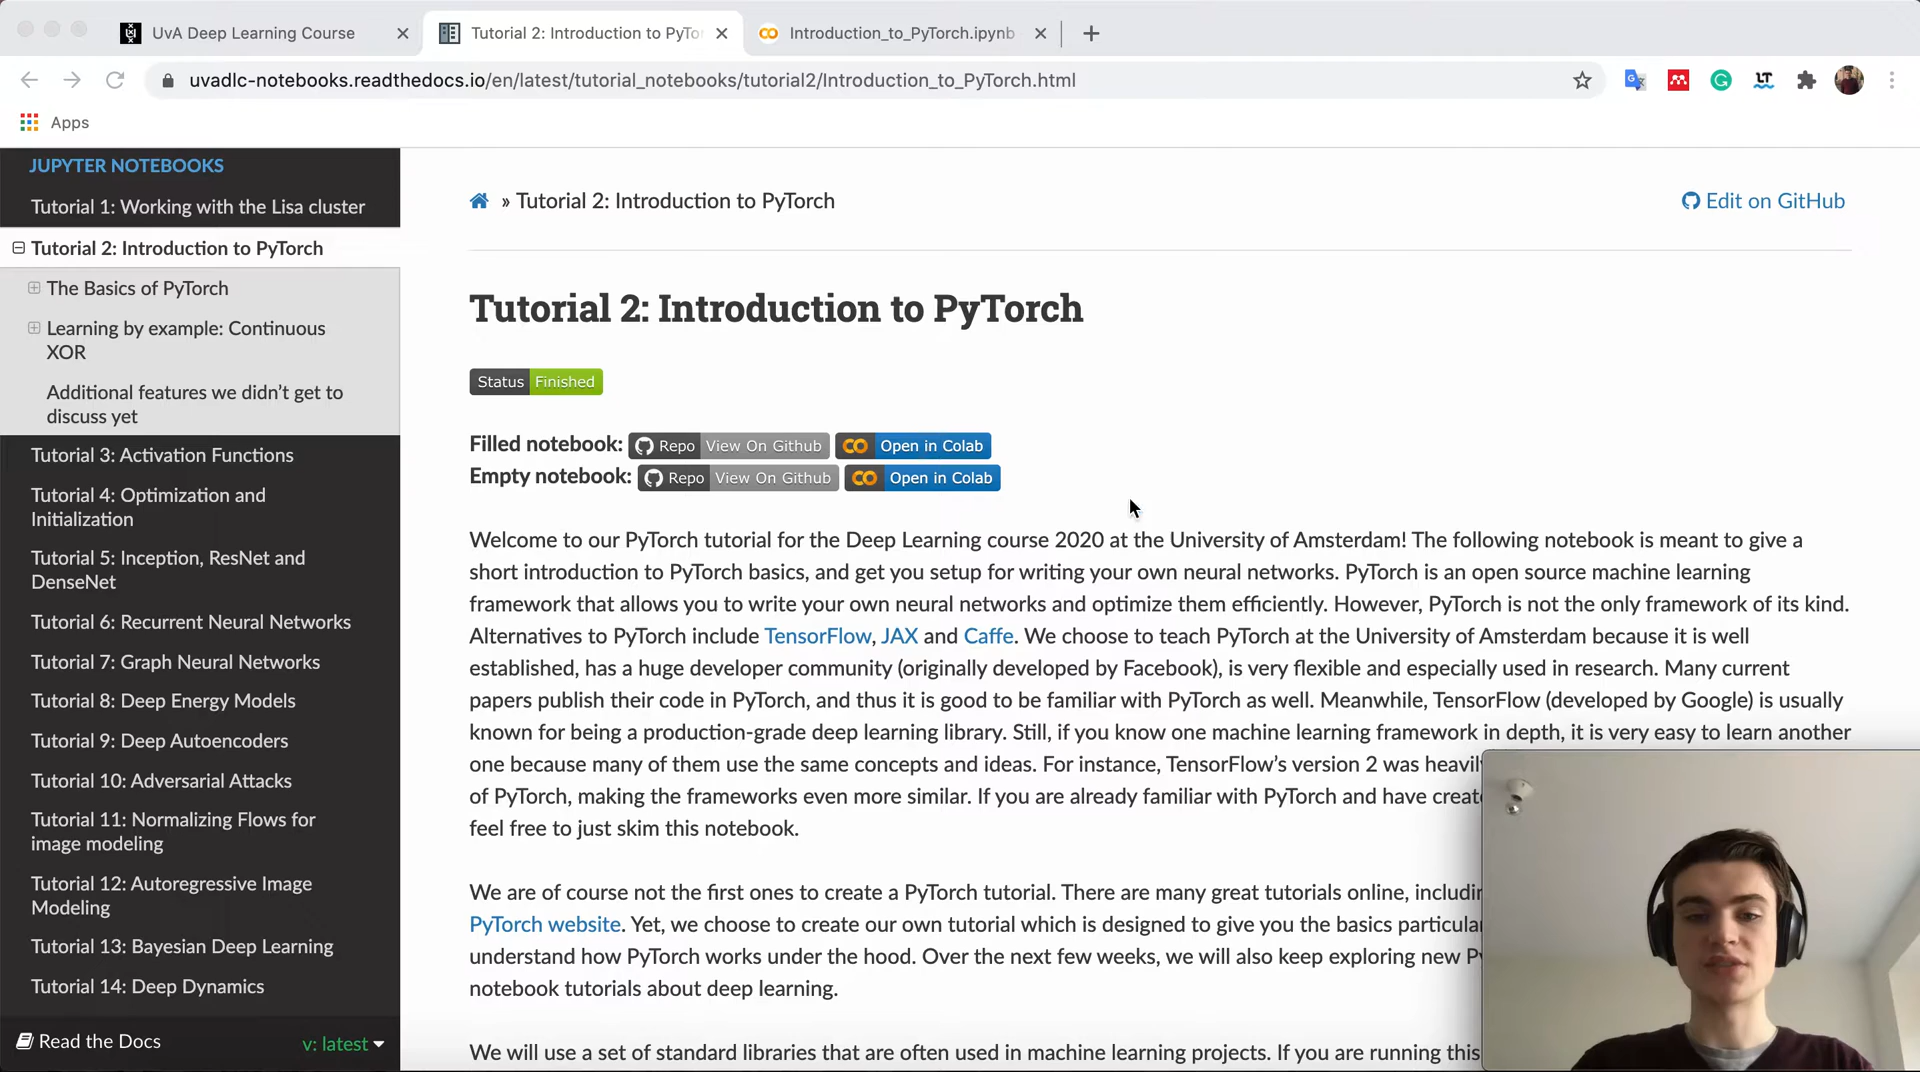 UvA Deep Learning Course
Tutorial 2: Introduction to PyTo
Introduction_to_PyTorch.ipynb
uvadlc-notebooks.readthedocs.io/en/latest/tutorial_notebooks/tutorial2/Introduction_to_PyTorch.html
Apps
JUPYTER NOTEBOOKS
Tutorial 1: Working with the Lisa cluster
Tutorial 2: Introduction to PyTorch
The Basics of PyTorch
Learning by example: Continuous
XOR
Additional features we didn't get to
discuss yet
Tutorial 3: Activation Functions
Tutorial 4: Optimization and
Initialization
Tutorial 5: Inception, ResNet and
DenseNet
Tutorial 6: Recurrent Neural Networks
Tutorial 7: Graph Neural Networks
Tutorial 8: Deep Energy Models
Tutorial 9: Deep Autoencoders
Tutorial 10: Adversarial Attacks
Tutorial 11: Normalizing Flows for
image modeling
Tutorial 12: Autoregressive Image
Modeling
Tutorial 13: Bayesian Deep Learning
Tutorial 14: Deep Dynamics
Read the Docs v: latest
» Tutorial 2: Introduction to PyTorch
Edit on GitHub
Tutorial 2: Introduction to PyTorch
Status Finished
Filled notebook: Repo View On Github Open in Colab
Empty notebook: Repo View On Github Open in Colab
Welcome to our PyTorch tutorial for the Deep Learning course 2020 at the University of Amsterdam! The following notebook is meant to give a
short introduction to PyTorch basics, and get you setup for writing your own neural networks. PyTorch is an open source machine learning
framework that allows you to write your own neural networks and optimize them efficiently. However, PyTorch is not the only framework of its kind.
Alternatives to PyTorch include TensorFlow, JAX and Caffe. We choose to teach PyTorch at the University of Amsterdam because it is well
established, has a huge developer community (originally developed by Facebook), is very flexible and especially used in research. Many current
papers publish their code in PyTorch, and thus it is good to be familiar with PyTorch as well. Meanwhile, TensorFlow (developed by Google) is usually
known for being a production-grade deep learning library. Still, if you know one machine learning framework in depth, it is very easy to learn another
one because many of them use the same concepts and ideas. For instance, TensorFlow's version 2 was heavil
of PyTorch, making the frameworks even more similar. If you are already familiar with PyTorch and have creat
feel free to just skim this notebook.
We are of course not the first ones to create a PyTorch tutorial. There are many great tutorials online, includi
PyTorch website. Yet, we choose to create our own tutorial which is designed to give you the basics particula
understand how PyTorch works under the hood. Over the next few weeks, we will also keep exploring new P
notebook tutorials about deep learning.
We will use a set of standard libraries that are often used in machine learning projects. If you are running this